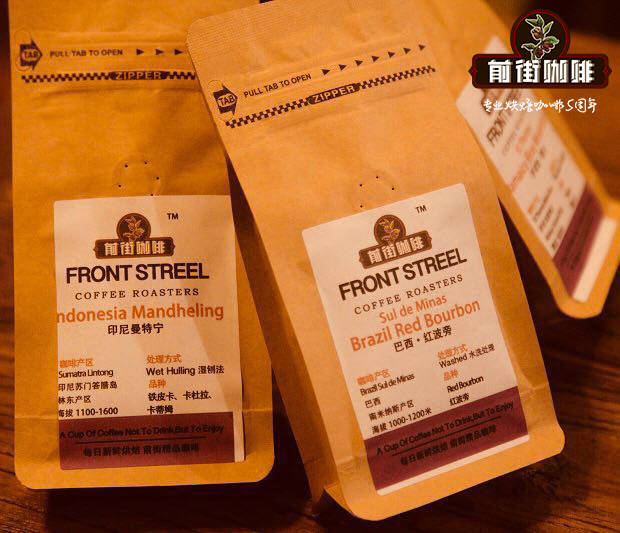 前街咖啡
专业烘焙咖啡5周年
TAB
PULL TAB TO OPEN
ZIPPER
前街咖啡
TM
FRONT STREEL
COFFEE ROASTERS
ndonesia Mandheling
印尼曼特宁
咖啡产区
Sumatra Lintong
印尼苏门答腊岛
林东产区
海拔 1100-1600
处理方式
Wet Hulling 湿刨法
品种
铁皮卡、卡杜拉、
卡蒂姆
A Cup Of Coffee Not To Drink,But To Enjoy
每日新鲜烘焙 前街精品咖啡
TAB
PULL TAB TO OPEN
ZIPPER
前街咖啡
TM
FRONT STREEL
COFFEE ROASTERS
Sul de Minas
Brazil Red Bourbon
巴西·红波旁
咖啡产区
Brazil Sul de Minas
巴西
南米纳斯产区
海拔 1000-1200米
处理方式
Washed 水洗处理
品种
Red Bourbon
红波旁
A Cup Of Coffee Not To Drink,But To Enjoy
每日新鲜烘焙 前街精品咖啡
FRONT STREEL